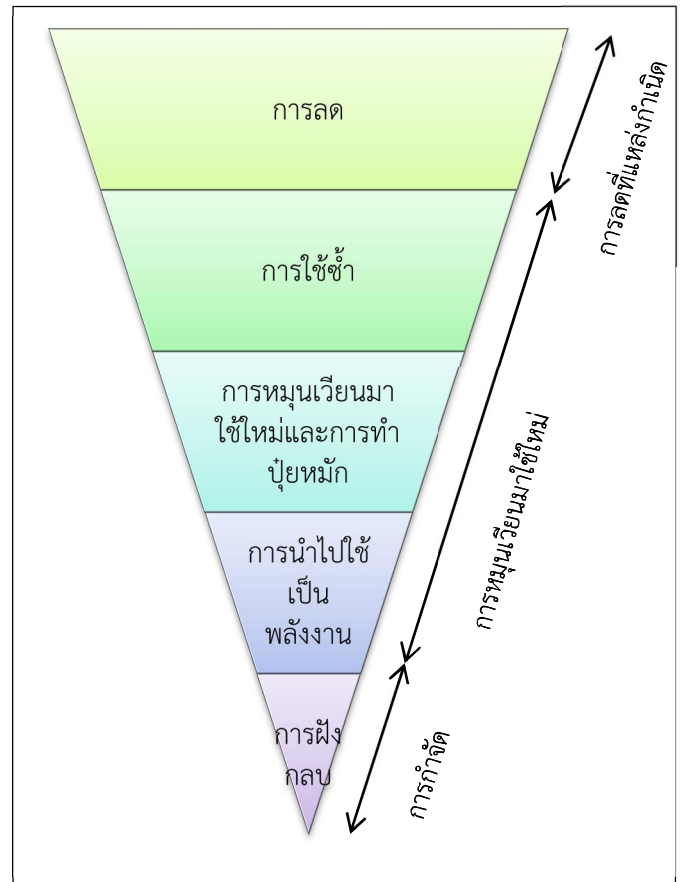 การลด
การใช้ซ้ำ
การหมุนเวียนมา
ใช้ใหม่และการทำ
ปุ๋ยหมัก
การนำไปใช้
เป็น
พลังงาน
การฝัง
กลบ
การลดที่แหล่งกำเนิด
การหมุนเวียนมาใช้ใหม่
การกำจัด